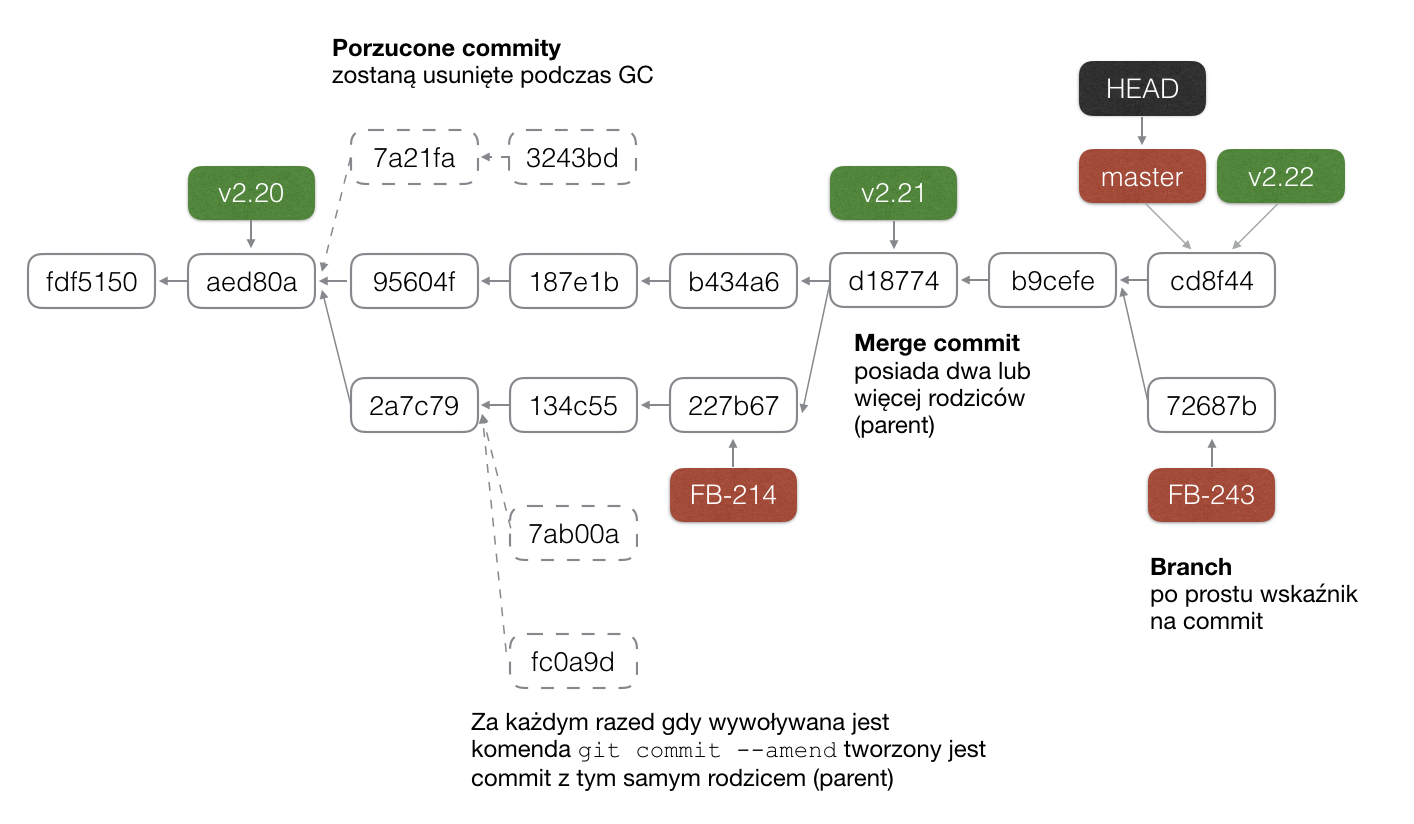 Porzucone commity
zostaną usunięte podczas GC
HEAD
7a21fa
3243bd
v2.20
v2.21
master
v2.22
fdf5150
aed80a
95604f
187e1b
b434a6
d18774
b9cefe
cd8f44
Merge commit
posiada dwa lub
więcej rodziców
(parent)
2a7c79
134c55
227b67
72687b
FB-214
FB-243
7ab00a
Branch
po prostu wskaźnik
na commit
fc0a9d
Za każdym razed gdy wywoływana jest
komenda git commit --amend tworzony jest
commit z tym samym rodzicem (parent)